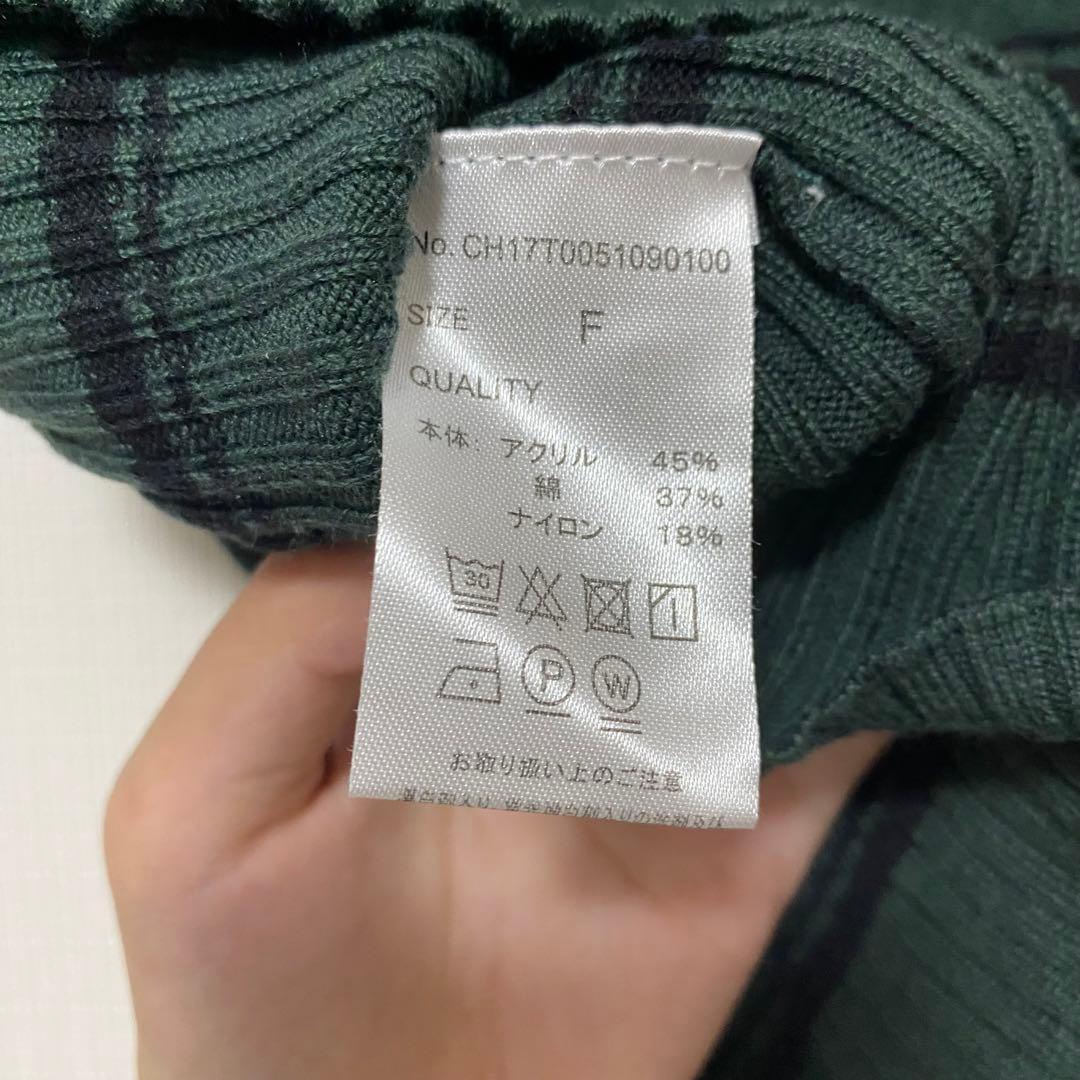 No. CH17T0051090100
SIZE F
QUALITY
本体: アクリル 45%
綿 37%
ナイロン 18%
30
P W
お取り扱い上のご注意